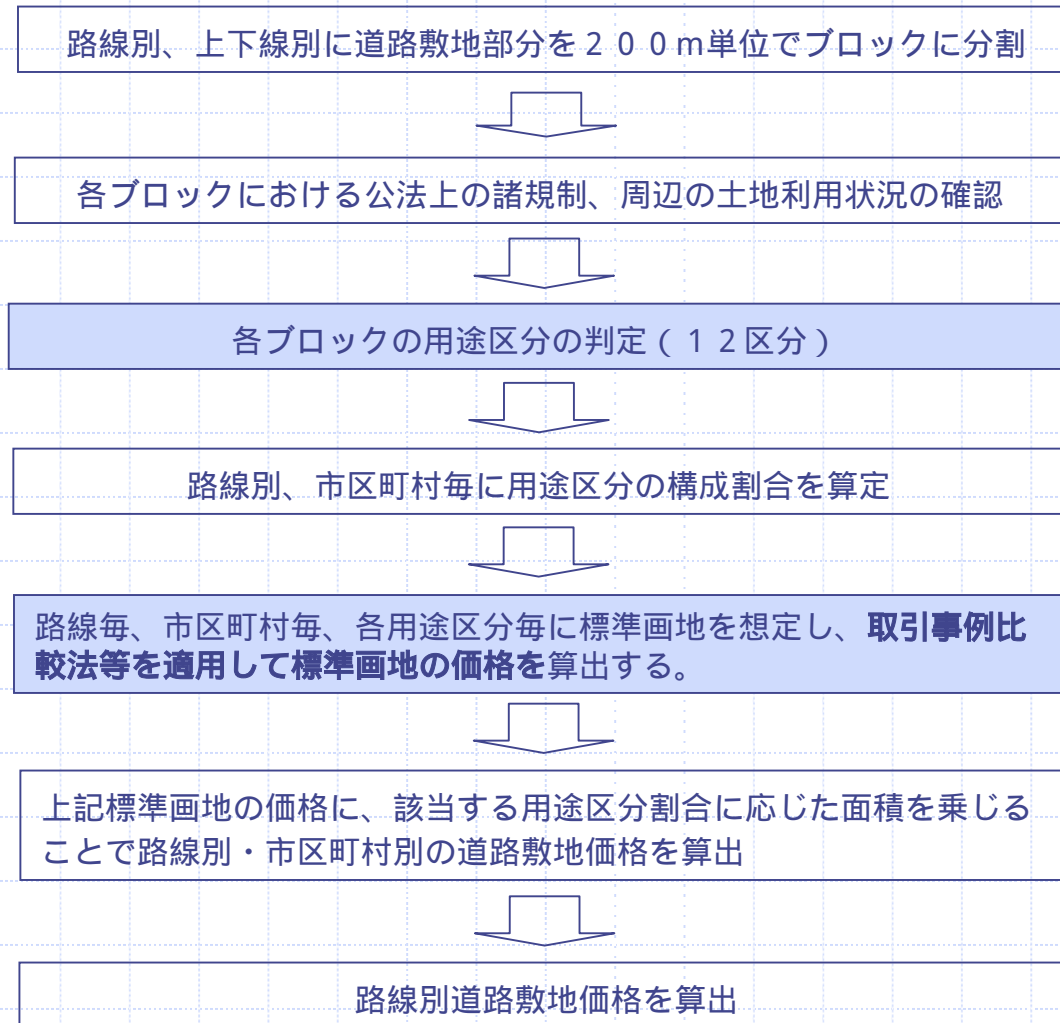 路線別、上下線別に道路敷地部分を２００ｍ単位でブロックに分割
各ブロックにおける公法上の諸規制、周辺の土地利用状況の確認
各ブロックの用途区分の判定（１２区分）
路線別、市区町村毎に用途区分の構成割合を算定
路線毎、市区町村毎、各用途区分毎に標準画地を想定し、取引事例比
較法等を適用して標準画地の価格を算出する。
上記標準画地の価格に、該当する用途区分割合に応じた面積を乗じる
ことで路線別・市区町村別の道路敷地価格を算出
路線別道路敷地価格を算出